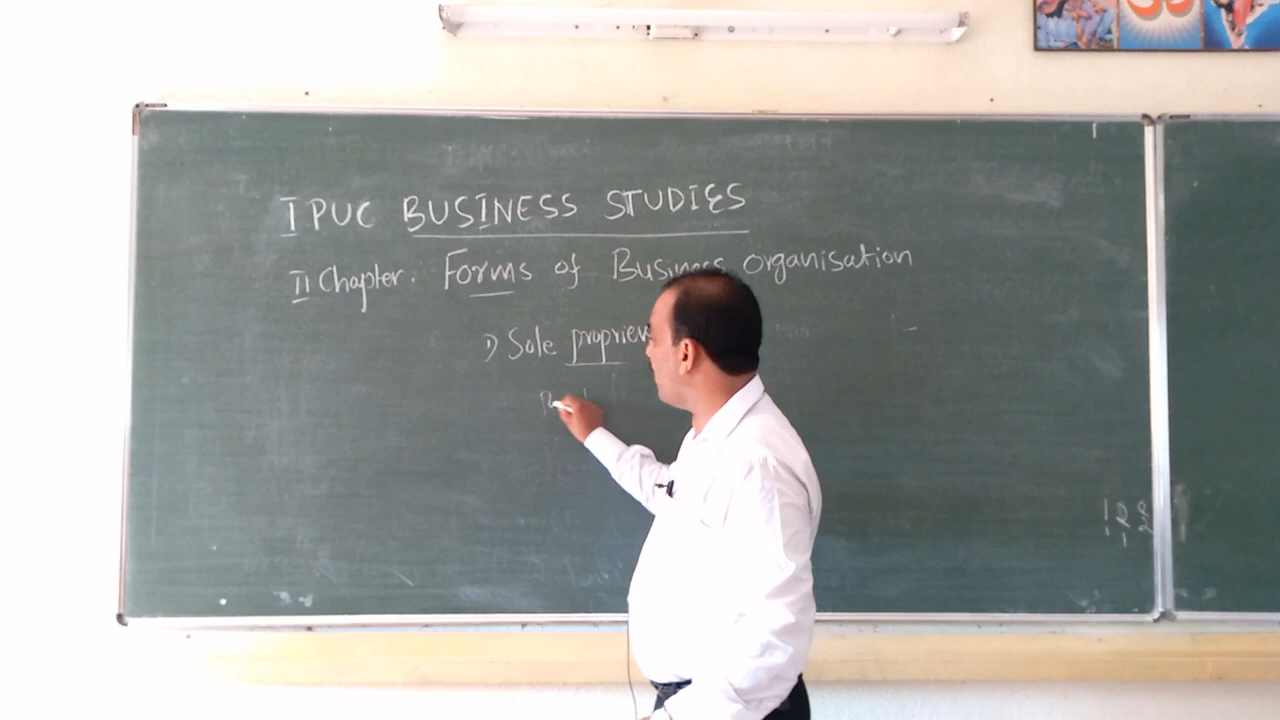 I PUC BUSINESS STUDIES
II Chapter. Forms of Business Organisation
1) Sole